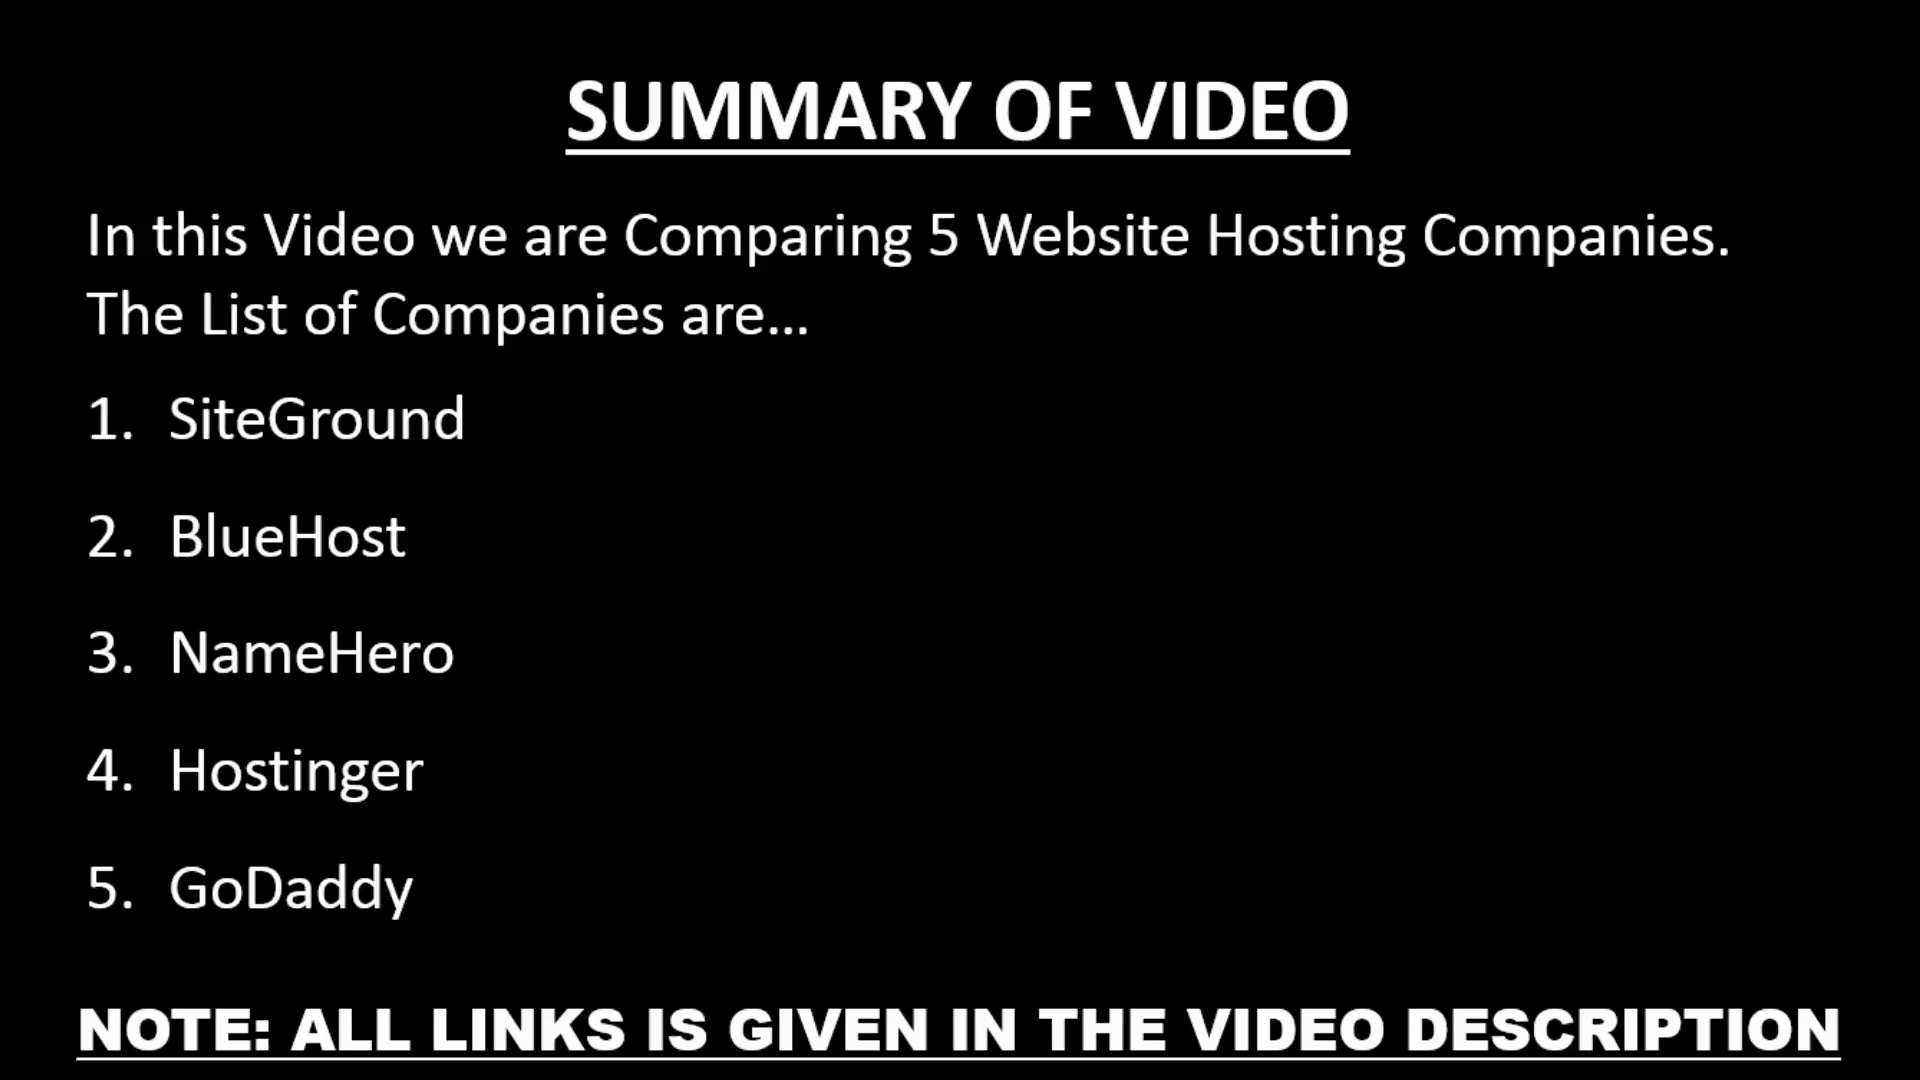 SUMMARY OF VIDEO
In this Video we are Comparing 5 Website Hosting Companies.
The List of Companies are...
1. SiteGround
2. BlueHost
3. NameHero
4. Hostinger
5. GoDaddy
NOTE: ALL LINKS IS GIVEN IN THE VIDEO DESCRIPTION